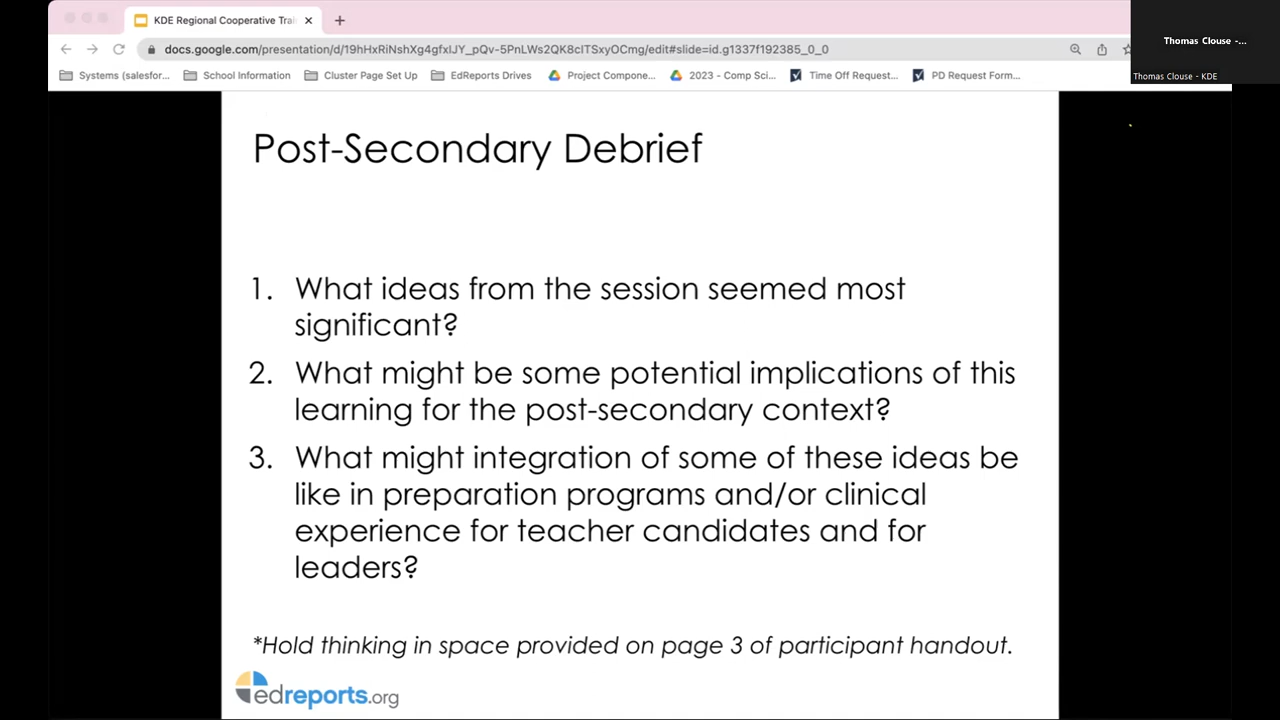 KDE Regional Cooperative Trai
Thomas Clouse -...
docs.google.com/presentation/d/19hHxRiNshXg4gfxIJY_pQv-5PnLWs2QK8clTSxyOCmg/edit#slide=id.g1337f192385_0_0
Systems (salesfor... School Information Cluster Page Set Up EdReports Drives Project Compone... 2023 - Comp Sci... Time Off Request... PD Request Form...
Thomas Clouse - KDE
Post-Secondary Debrief
1. What ideas from the session seemed most
significant?
2. What might be some potential implications of this
learning for the post-secondary context?
3. What might integration of some of these ideas be
like in preparation programs and/or clinical
experience for teacher candidates and for
leaders?
*Hold thinking in space provided on page 3 of participant handout.
edreports.org